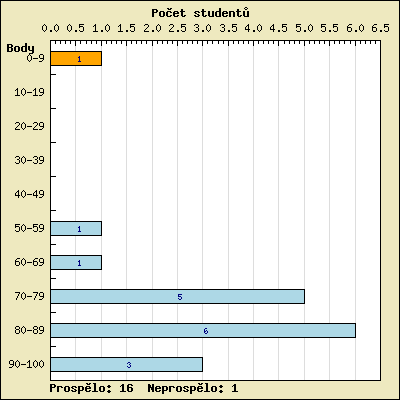 Počet studentů
0.0 0.5 1.0 1.5 2.0 2.5 3.0 3.5 4.0 4.5 5.0 5.5 6.0 6.5
Body
0-9 1
10-19
20-29
30-39
40-49
50-59 1
60-69 1
70-79 5
80-89 6
90-100 3
Prospělo: 16 Neprospělo: 1